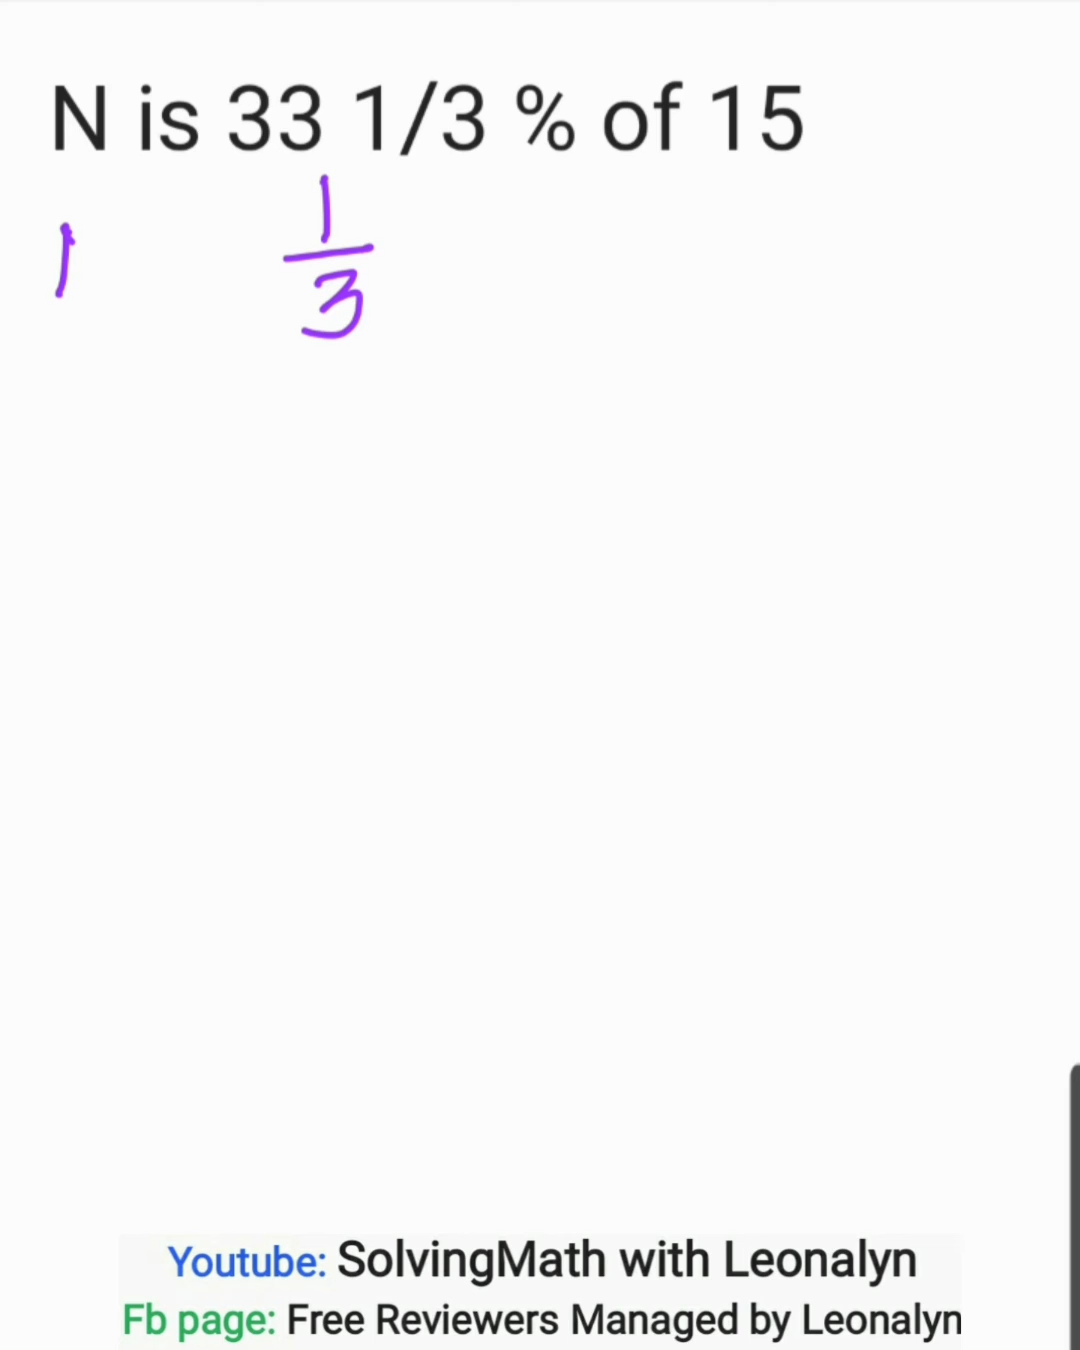 N is 33 1/3 % of 15
1
3
Youtube: SolvingMath with Leonalyn
Fb page: Free Reviewers Managed by Leonalyn